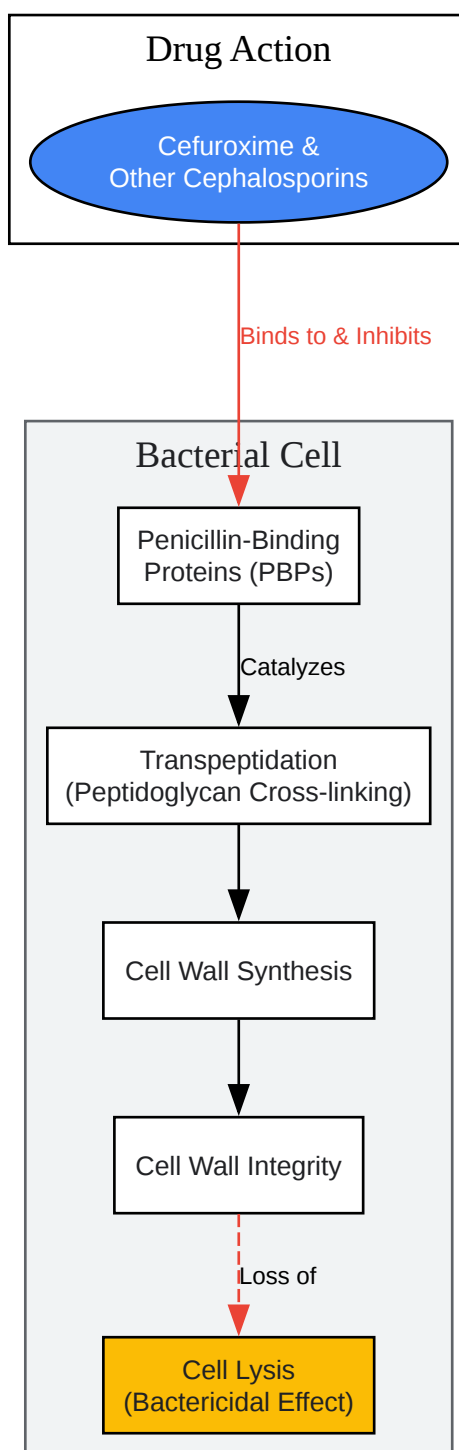 Drug Action
Cefuroxime &
Other Cephalosporins
Binds to & Inhibits
Bacterial Cell
Penicillin-Binding
Proteins (PBPs)
Catalyzes
Transpeptidation
(Peptidoglycan Cross-linking)
Cell Wall Synthesis
Cell Wall Integrity
Loss of
Cell Lysis
(Bactericidal Effect)